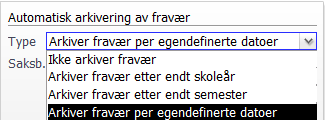 Automatisk arkivering av fravær
Type Arkiver fravær per egendefinerte datoer
Ikke arkiver fravær
Saksb.
Arkiver fravær etter endt skoleår
Arkiver fravær etter endt semester
Arkiver fravær per egendefinerte datoer